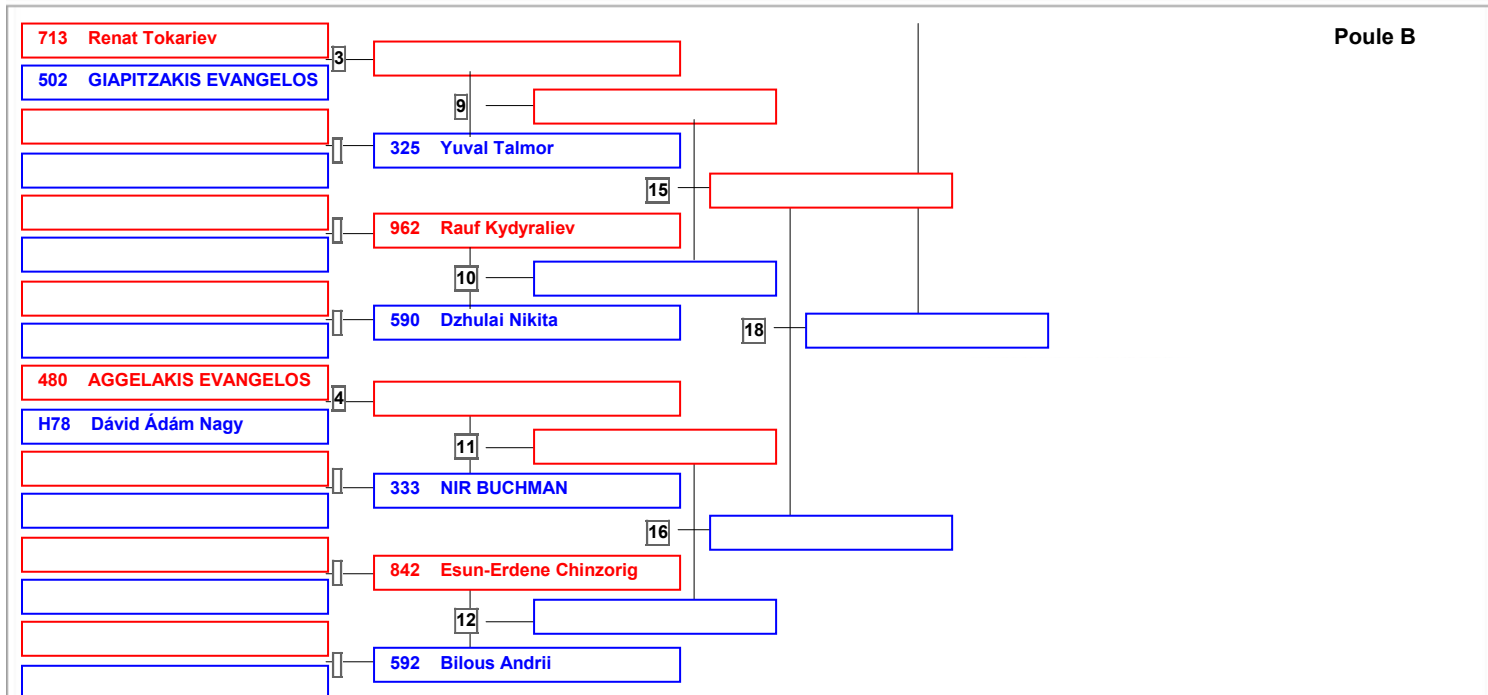 Poule B
713 Renat Tokariev
3
502 GIAPITZAKIS EVANGELOS
9
325 Yuval Talmor
15
962 Rauf Kydyraliev
10
590 Dzhulai Nikita
18
480 AGGELAKIS EVANGELOS
4
H78 Dávid Ádám Nagy
11
333 NIR BUCHMAN
16
842 Esun-Erdene Chinzorig
12
592 Bilous Andrii